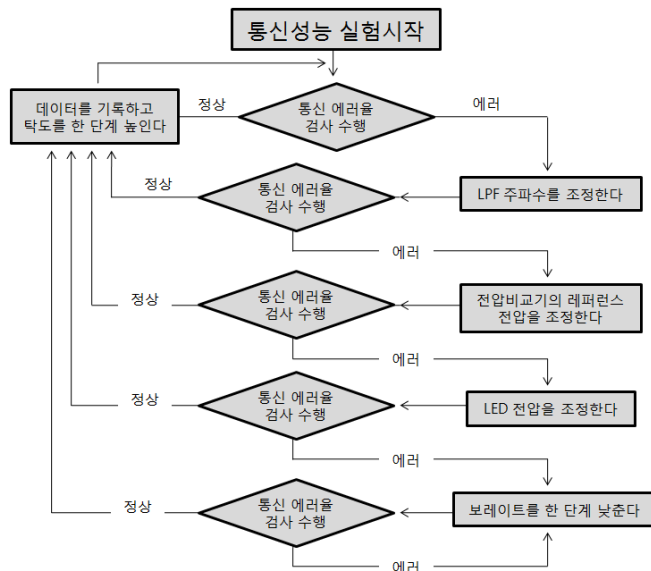 통신성능 실험시작
데이터를 기록하고
탁도를 한 단계 높인다
정상
통신 에러율
검사 수행
에러
정상
통신 에러율
검사 수행
LPF 주파수를 조정한다
에러
정상
통신 에러율
검사 수행
전압비교기의 레퍼런스
전압을 조정한다
에러
정상
통신 에러율
검사 수행
LED 전압을 조정한다
에러
정상
통신 에러율
검사 수행
보레이트를 한 단계 낮춘다
에러